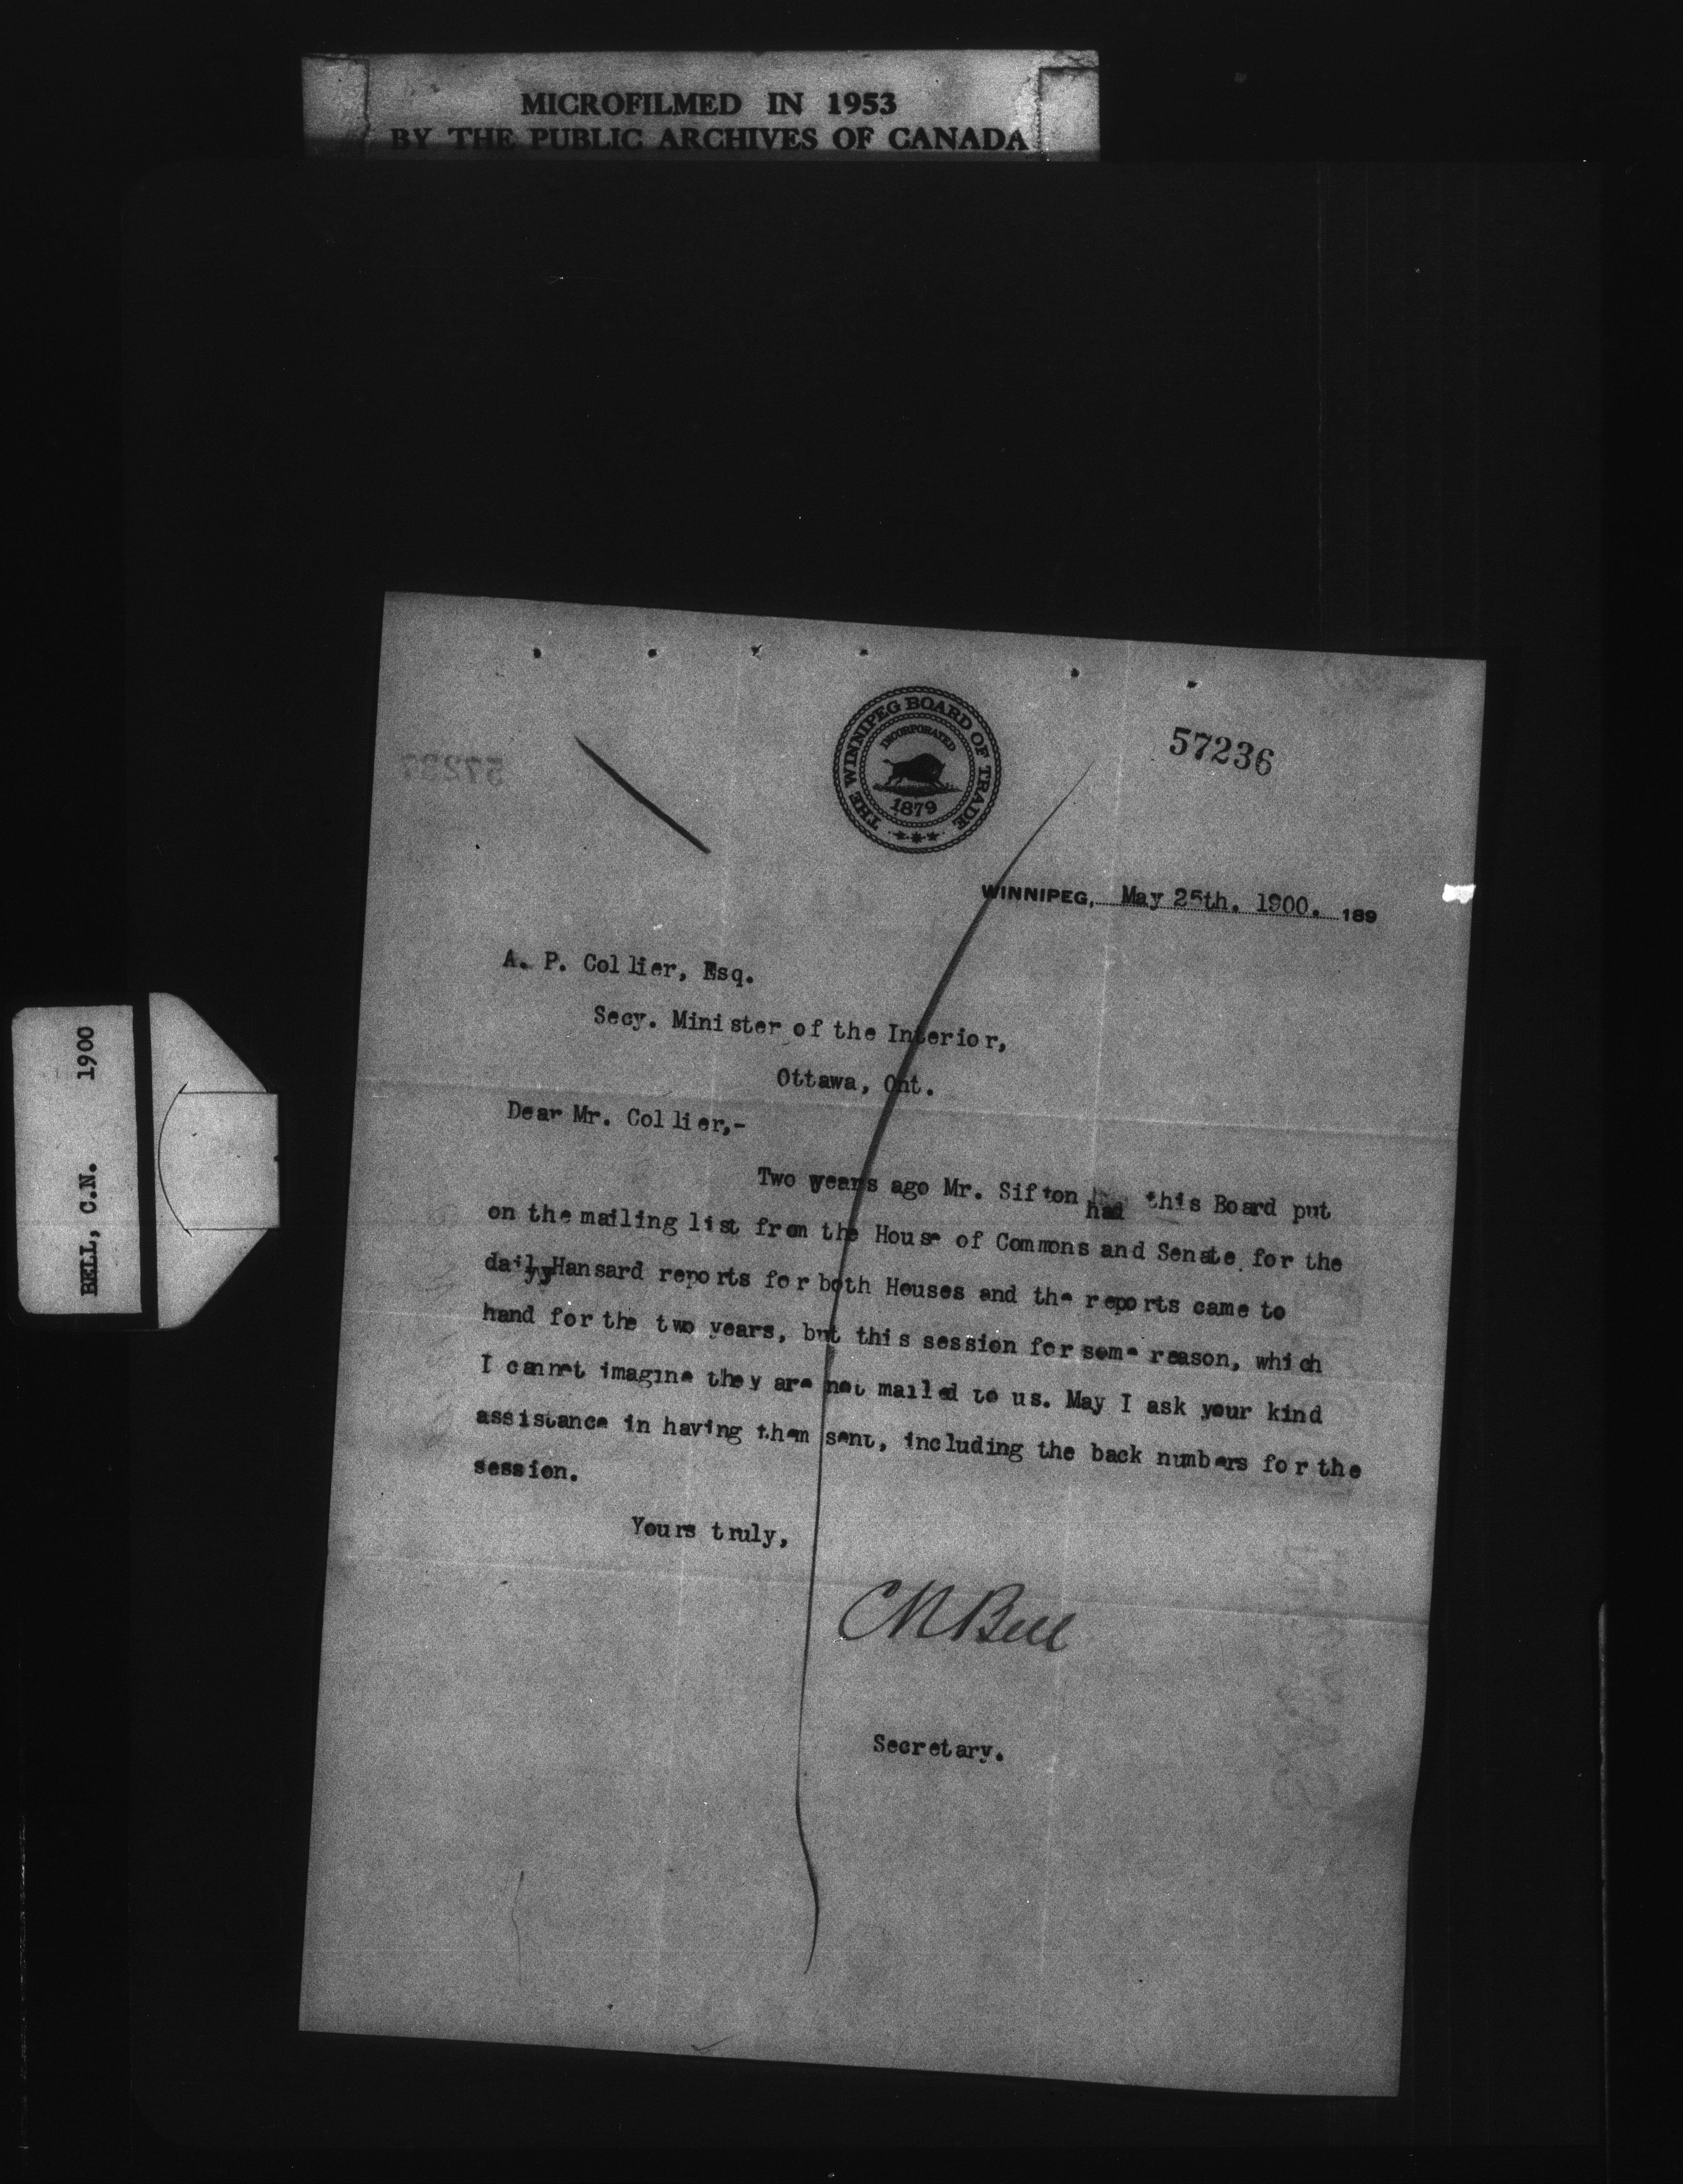 MICROFILMED IN 1953
BY THE PUBLIC ARCHIVES OF CANADA
BELL, C.N. 1900
THE WINNIPEG BOARD OF TRADE
INCORPORATED
1879
57236
57237
WINNIPEG, May 25th. 1900. 189
A. P. Collier, Esq.
Secy. Minister of the Interior,
Ottawa, Ont.
Dear Mr. Collier,-
Two years ago Mr. Sifton had this Board put
on the mailing list from the House of Commons and Senate for the
daily Hansard reports for both Houses and the reports came to
hand for the two years, but this session for some reason, which
I cannot imagine they are not mailed to us. May I ask your kind
assistance in having them sent, including the back numbers for the
session.
Yours truly,
C N Bell
Secretary.